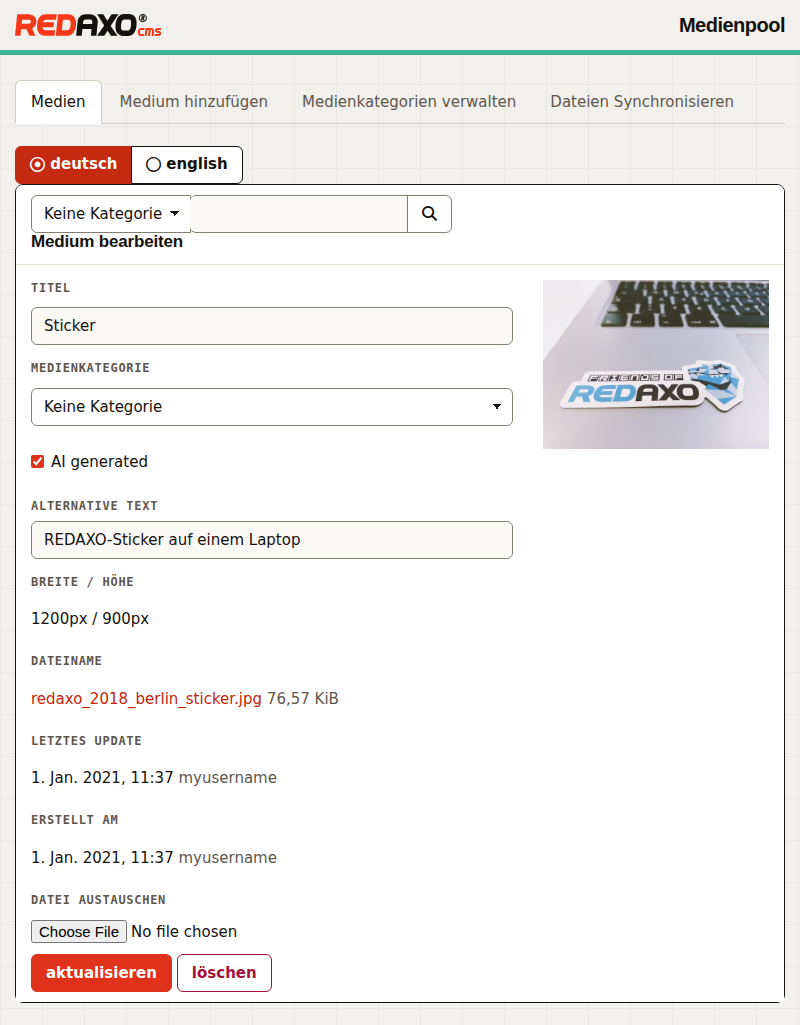 REDAXO® cms
Medienpool
Medien Medium hinzufügen Medienkategorien verwalten Dateien Synchronisieren
deutsch english
Keine Kategorie
Medium bearbeiten
TITEL
Sticker
MEDIENKATEGORIE
Keine Kategorie
AI generated
ALTERNATIVE TEXT
REDAXO-Sticker auf einem Laptop
BREITE / HÖHE
1200px / 900px
DATEINAME
redaxo_2018_berlin_sticker.jpg 76,57 KiB
LETZTES UPDATE
1. Jan. 2021, 11:37 myusername
ERSTELLT AM
1. Jan. 2021, 11:37 myusername
DATEI AUSTAUSCHEN
Choose File No file chosen
aktualisieren löschen
FRIENDS OF
REDAXO